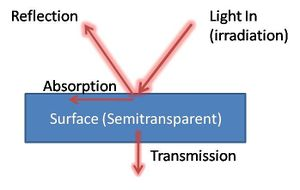 Reflection
Light In
(irradiation)
Absorption
Surface (Semitransparent)
Transmission